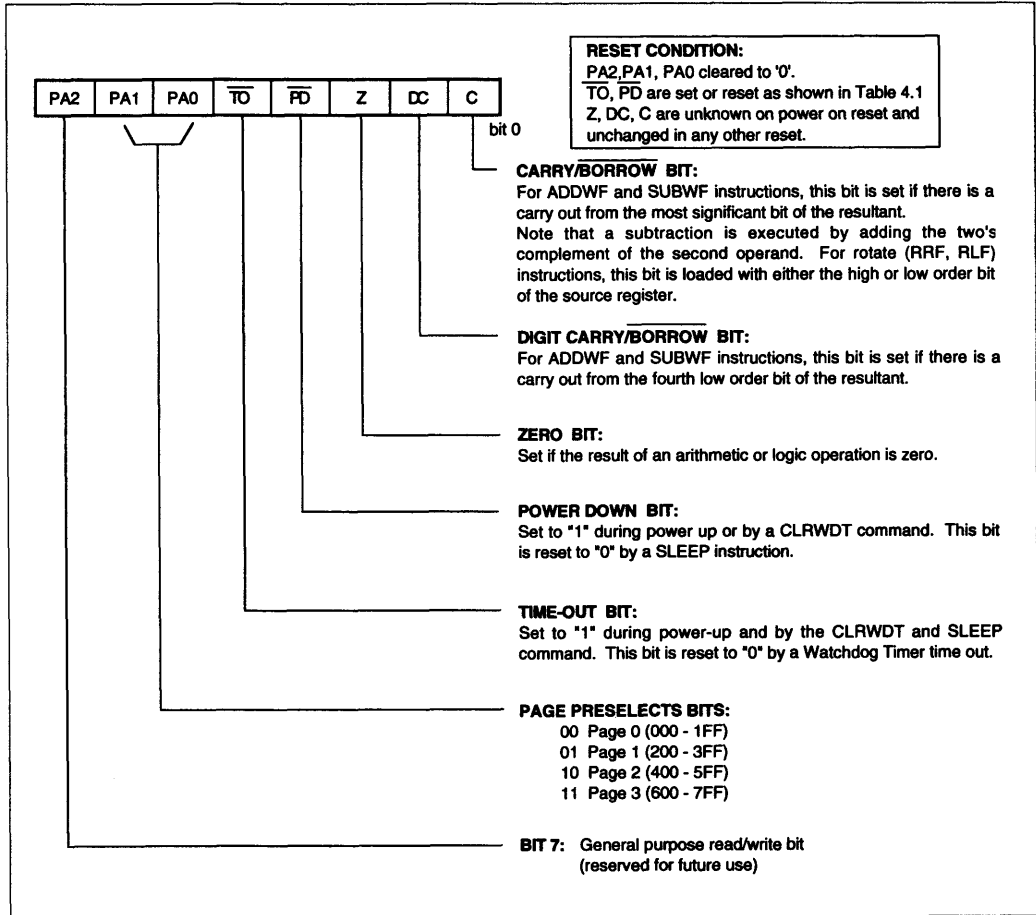 RESET CONDITION:
PA2,PA1, PA0 cleared to '0'.
TO, PD are set or reset as shown in Table 4.1
Z, DC, C are unknown on power on reset and
unchanged in any other reset.
PA2 PA1 PA0 TO PD Z DC C
bit 0
CARRY/BORROW BIT:
For ADDWF and SUBWF instructions, this bit is set if there is a
carry out from the most significant bit of the resultant.
Note that a subtraction is executed by adding the two's
complement of the second operand. For rotate (RRF, RLF)
instructions, this bit is loaded with either the high or low order bit
of the source register.
DIGIT CARRY/BORROW BIT:
For ADDWF and SUBWF instructions, this bit is set if there is a
carry out from the fourth low order bit of the resultant.
ZERO BIT:
Set if the result of an arithmetic or logic operation is zero.
POWER DOWN BIT:
Set to "1" during power up or by a CLRWDT command. This bit
is reset to "0" by a SLEEP instruction.
TIME-OUT BIT:
Set to "1" during power-up and by the CLRWDT and SLEEP
command. This bit is reset to "0" by a Watchdog Timer time out.
PAGE PRESELECTS BITS:
00 Page 0 (000 - 1FF)
01 Page 1 (200 - 3FF)
10 Page 2 (400 - 5FF)
11 Page 3 (600 - 7FF)
BIT 7: General purpose read/write bit
(reserved for future use)